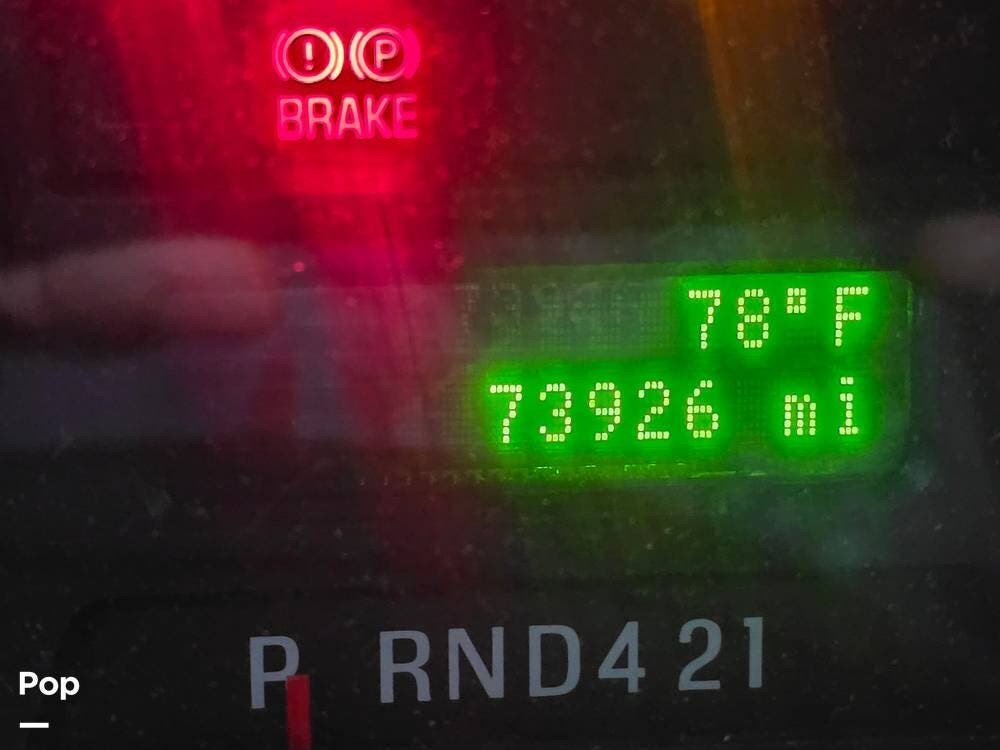 ! P
BRAKE
78°F
73926 mi
P RND421
Pop